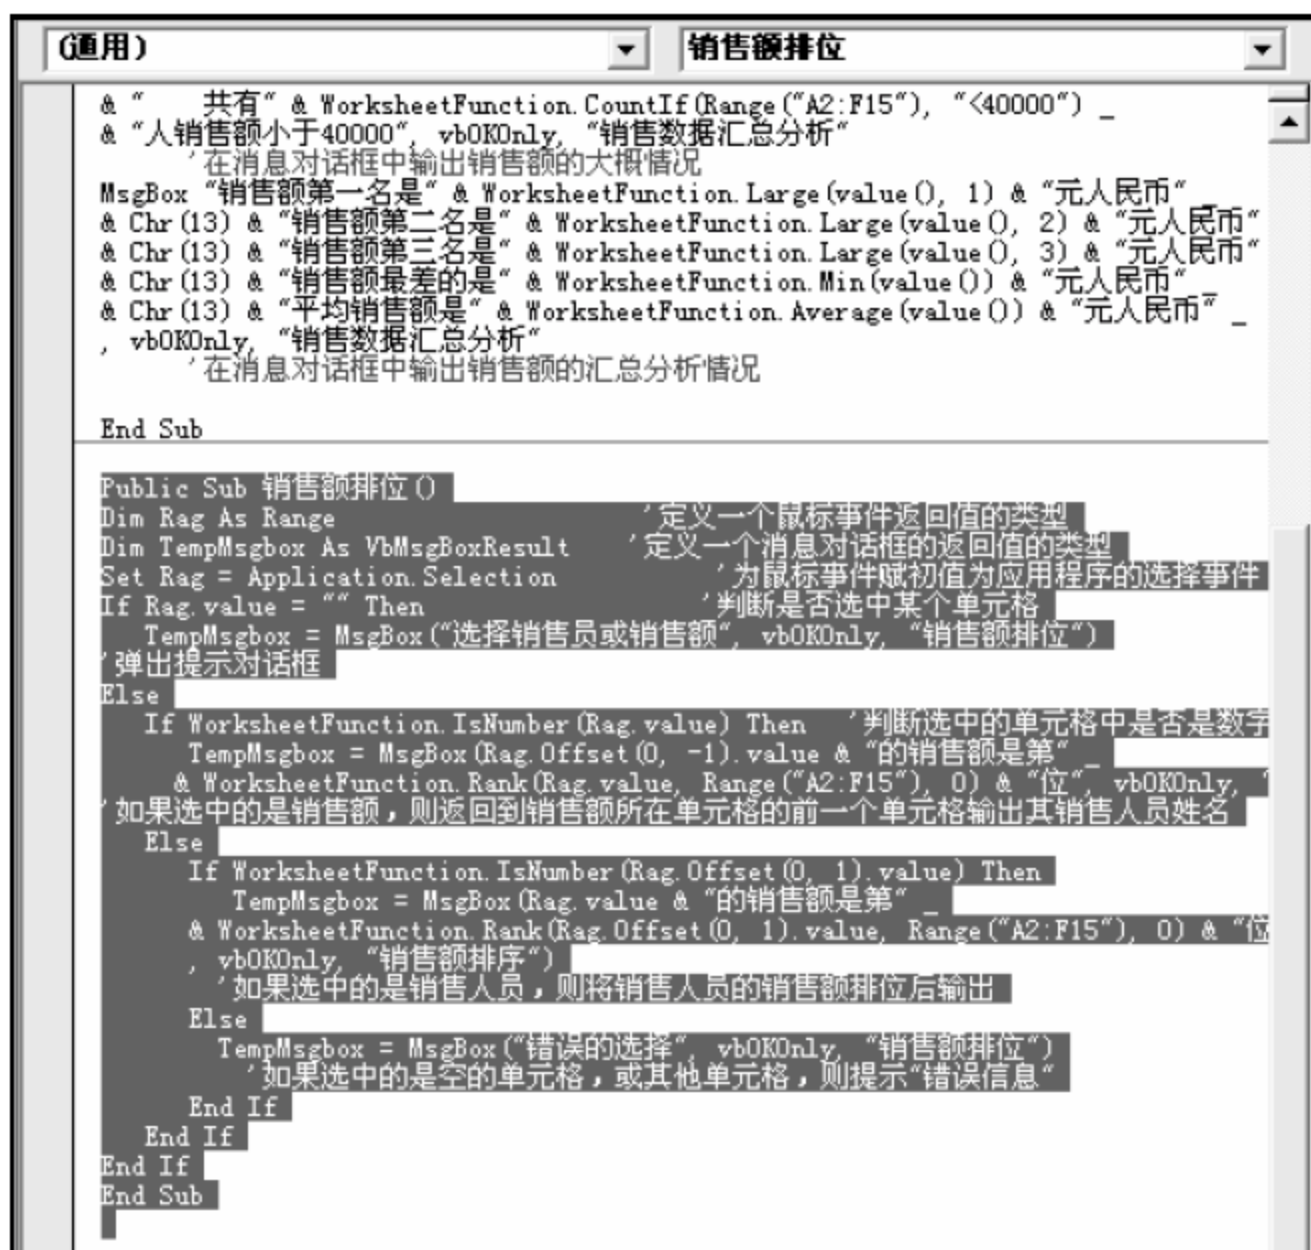 (通用)
销售额排位
& "    共有" & WorksheetFunction.CountIf(Range("A2:F15"), "<40000") _
& "人销售额小于40000", vbOKOnly, "销售数据汇总分析"
'在消息对话框中输出销售额的大概情况
MsgBox "销售额第一名是" & WorksheetFunction.Large(value(), 1) & "元人民币" _
& Chr(13) & "销售额第二名是" & WorksheetFunction.Large(value(), 2) & "元人民币"
& Chr(13) & "销售额第三名是" & WorksheetFunction.Large(value(), 3) & "元人民币"
& Chr(13) & "销售额最差的是" & WorksheetFunction.Min(value()) & "元人民币" _
& Chr(13) & "平均销售额是" & WorksheetFunction.Average(value()) & "元人民币" _
, vbOKOnly, "销售数据汇总分析"
'在消息对话框中输出销售额的汇总分析情况
End Sub
Public Sub 销售额排位()
Dim Rag As Range '定义一个鼠标事件返回值的类型
Dim TempMsgbox As VbMsgBoxResult '定义一个消息对话框的返回值的类型
Set Rag = Application.Selection '为鼠标事件赋初值为应用程序的选择事件
If Rag.value = "" Then '判断是否选中某个单元格
TempMsgbox = MsgBox("选择销售员或销售额", vbOKOnly, "销售额排位")
'弹出提示对话框
Else
If WorksheetFunction.IsNumber(Rag.value) Then '判断选中的单元格中是否是数字
TempMsgbox = MsgBox(Rag.Offset(0, -1).value & "的销售额是第" _
& WorksheetFunction.Rank(Rag.value, Range("A2:F15"), 0) & "位", vbOKOnly, "
'如果选中的是销售额，则返回到销售额所在单元格的前一个单元格输出其销售人员姓名
Else
If WorksheetFunction.IsNumber(Rag.Offset(0, 1).value) Then
TempMsgbox = MsgBox(Rag.value & "的销售额是第" _
& WorksheetFunction.Rank(Rag.Offset(0, 1).value, Range("A2:F15"), 0) & "位
, vbOKOnly, "销售额排序")
'如果选中的是销售人员，则将销售人员的销售额排位后输出
Else
TempMsgbox = MsgBox("错误的选择", vbOKOnly, "销售额排位")
'如果选中的是空的单元格，或其他单元格，则提示"错误信息"
End If
End If
End If
End Sub